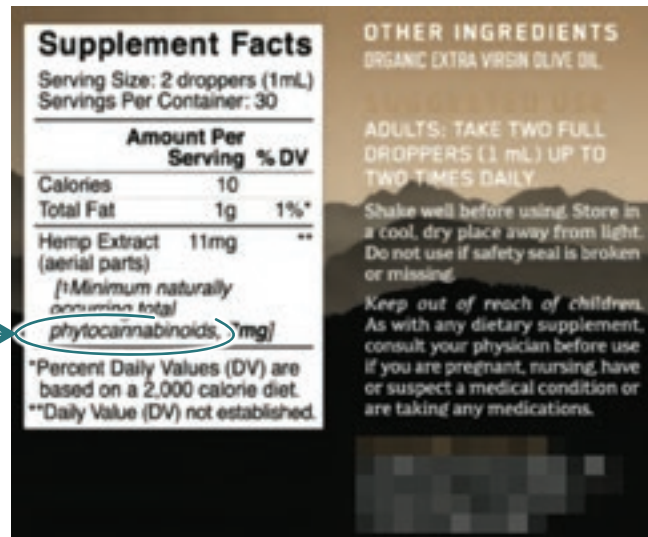 Supplement Facts
Serving Size: 2 droppers (1mL)
Servings Per Container: 30
Amount Per
Serving % DV
Calories 10
Total Fat 1g 1%*
Hemp Extract 11mg **
(aerial parts)
[‡Minimum naturally
occurring total
phytocannabinoids, mg]
*Percent Daily Values (DV) are
based on a 2,000 calorie diet.
**Daily Value (DV) not established.
OTHER INGREDIENTS
ORGANIC EXTRA VIRGIN OLIVE OIL.
SUGGESTED USE
ADULTS: TAKE TWO FULL
DROPPERS (1 mL) UP TO
TWO TIMES DAILY.
Shake well before using. Store in
a cool, dry place away from light.
Do not use if safety seal is broken
or missing.
Keep out of reach of children.
As with any dietary supplement,
consult your physician before use
if you are pregnant, nursing, have
or suspect a medical condition or
are taking any medications.